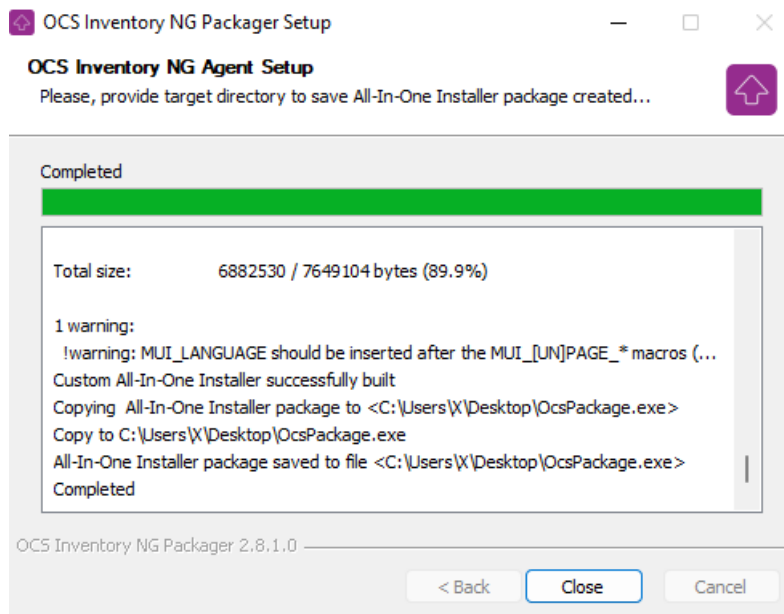 OCS Inventory NG Packager Setup
OCS Inventory NG Agent Setup
Please, provide target directory to save All-In-One Installer package created...
Completed
Total size: 6882530 / 7649104 bytes (89.9%)
1 warning:
!warning: MUI_LANGUAGE should be inserted after the MUI_[UN]PAGE_* macros (...
Custom All-In-One Installer successfully built
Copying All-In-One Installer package to <C:\Users\X\Desktop\OcsPackage.exe>
Copy to C:\Users\X\Desktop\OcsPackage.exe
All-In-One Installer package saved to file <C:\Users\X\Desktop\OcsPackage.exe>
Completed
OCS Inventory NG Packager 2.8.1.0
< Back Close Cancel